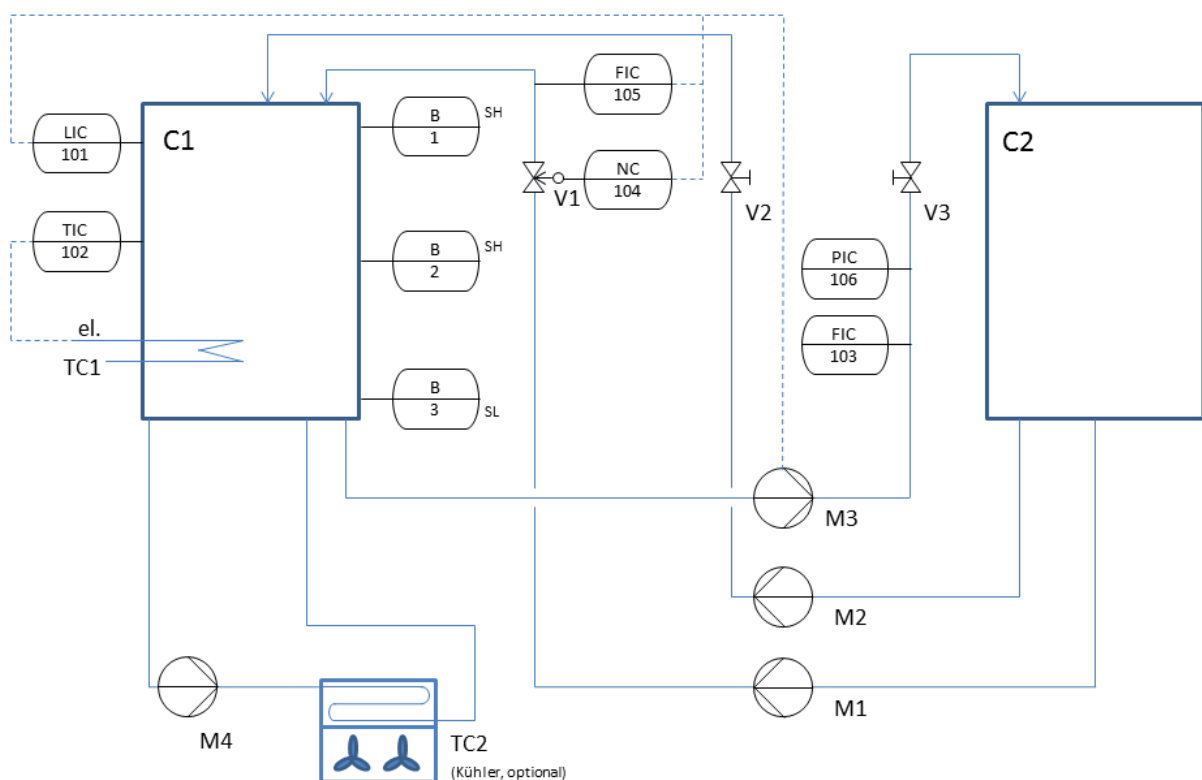 FIC
105
B
1
SH
LIC
101
C1
C2
NC
104
V1
V2
V3
TIC
102
B
2
SH
PIC
106
el.
FIC
103
TC1
B
3
SL
M3
M2
M1
M4
TC2
(Kühler, optional)